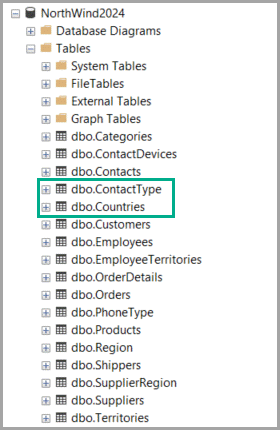 NorthWind2024
Database Diagrams
Tables
System Tables
FileTables
External Tables
Graph Tables
dbo.Categories
dbo.ContactDevices
dbo.Contacts
dbo.ContactType
dbo.Countries
dbo.Customers
dbo.Employees
dbo.EmployeeTerritories
dbo.OrderDetails
dbo.Orders
dbo.PhoneType
dbo.Products
dbo.Region
dbo.Shippers
dbo.SupplierRegion
dbo.Suppliers
dbo.Territories